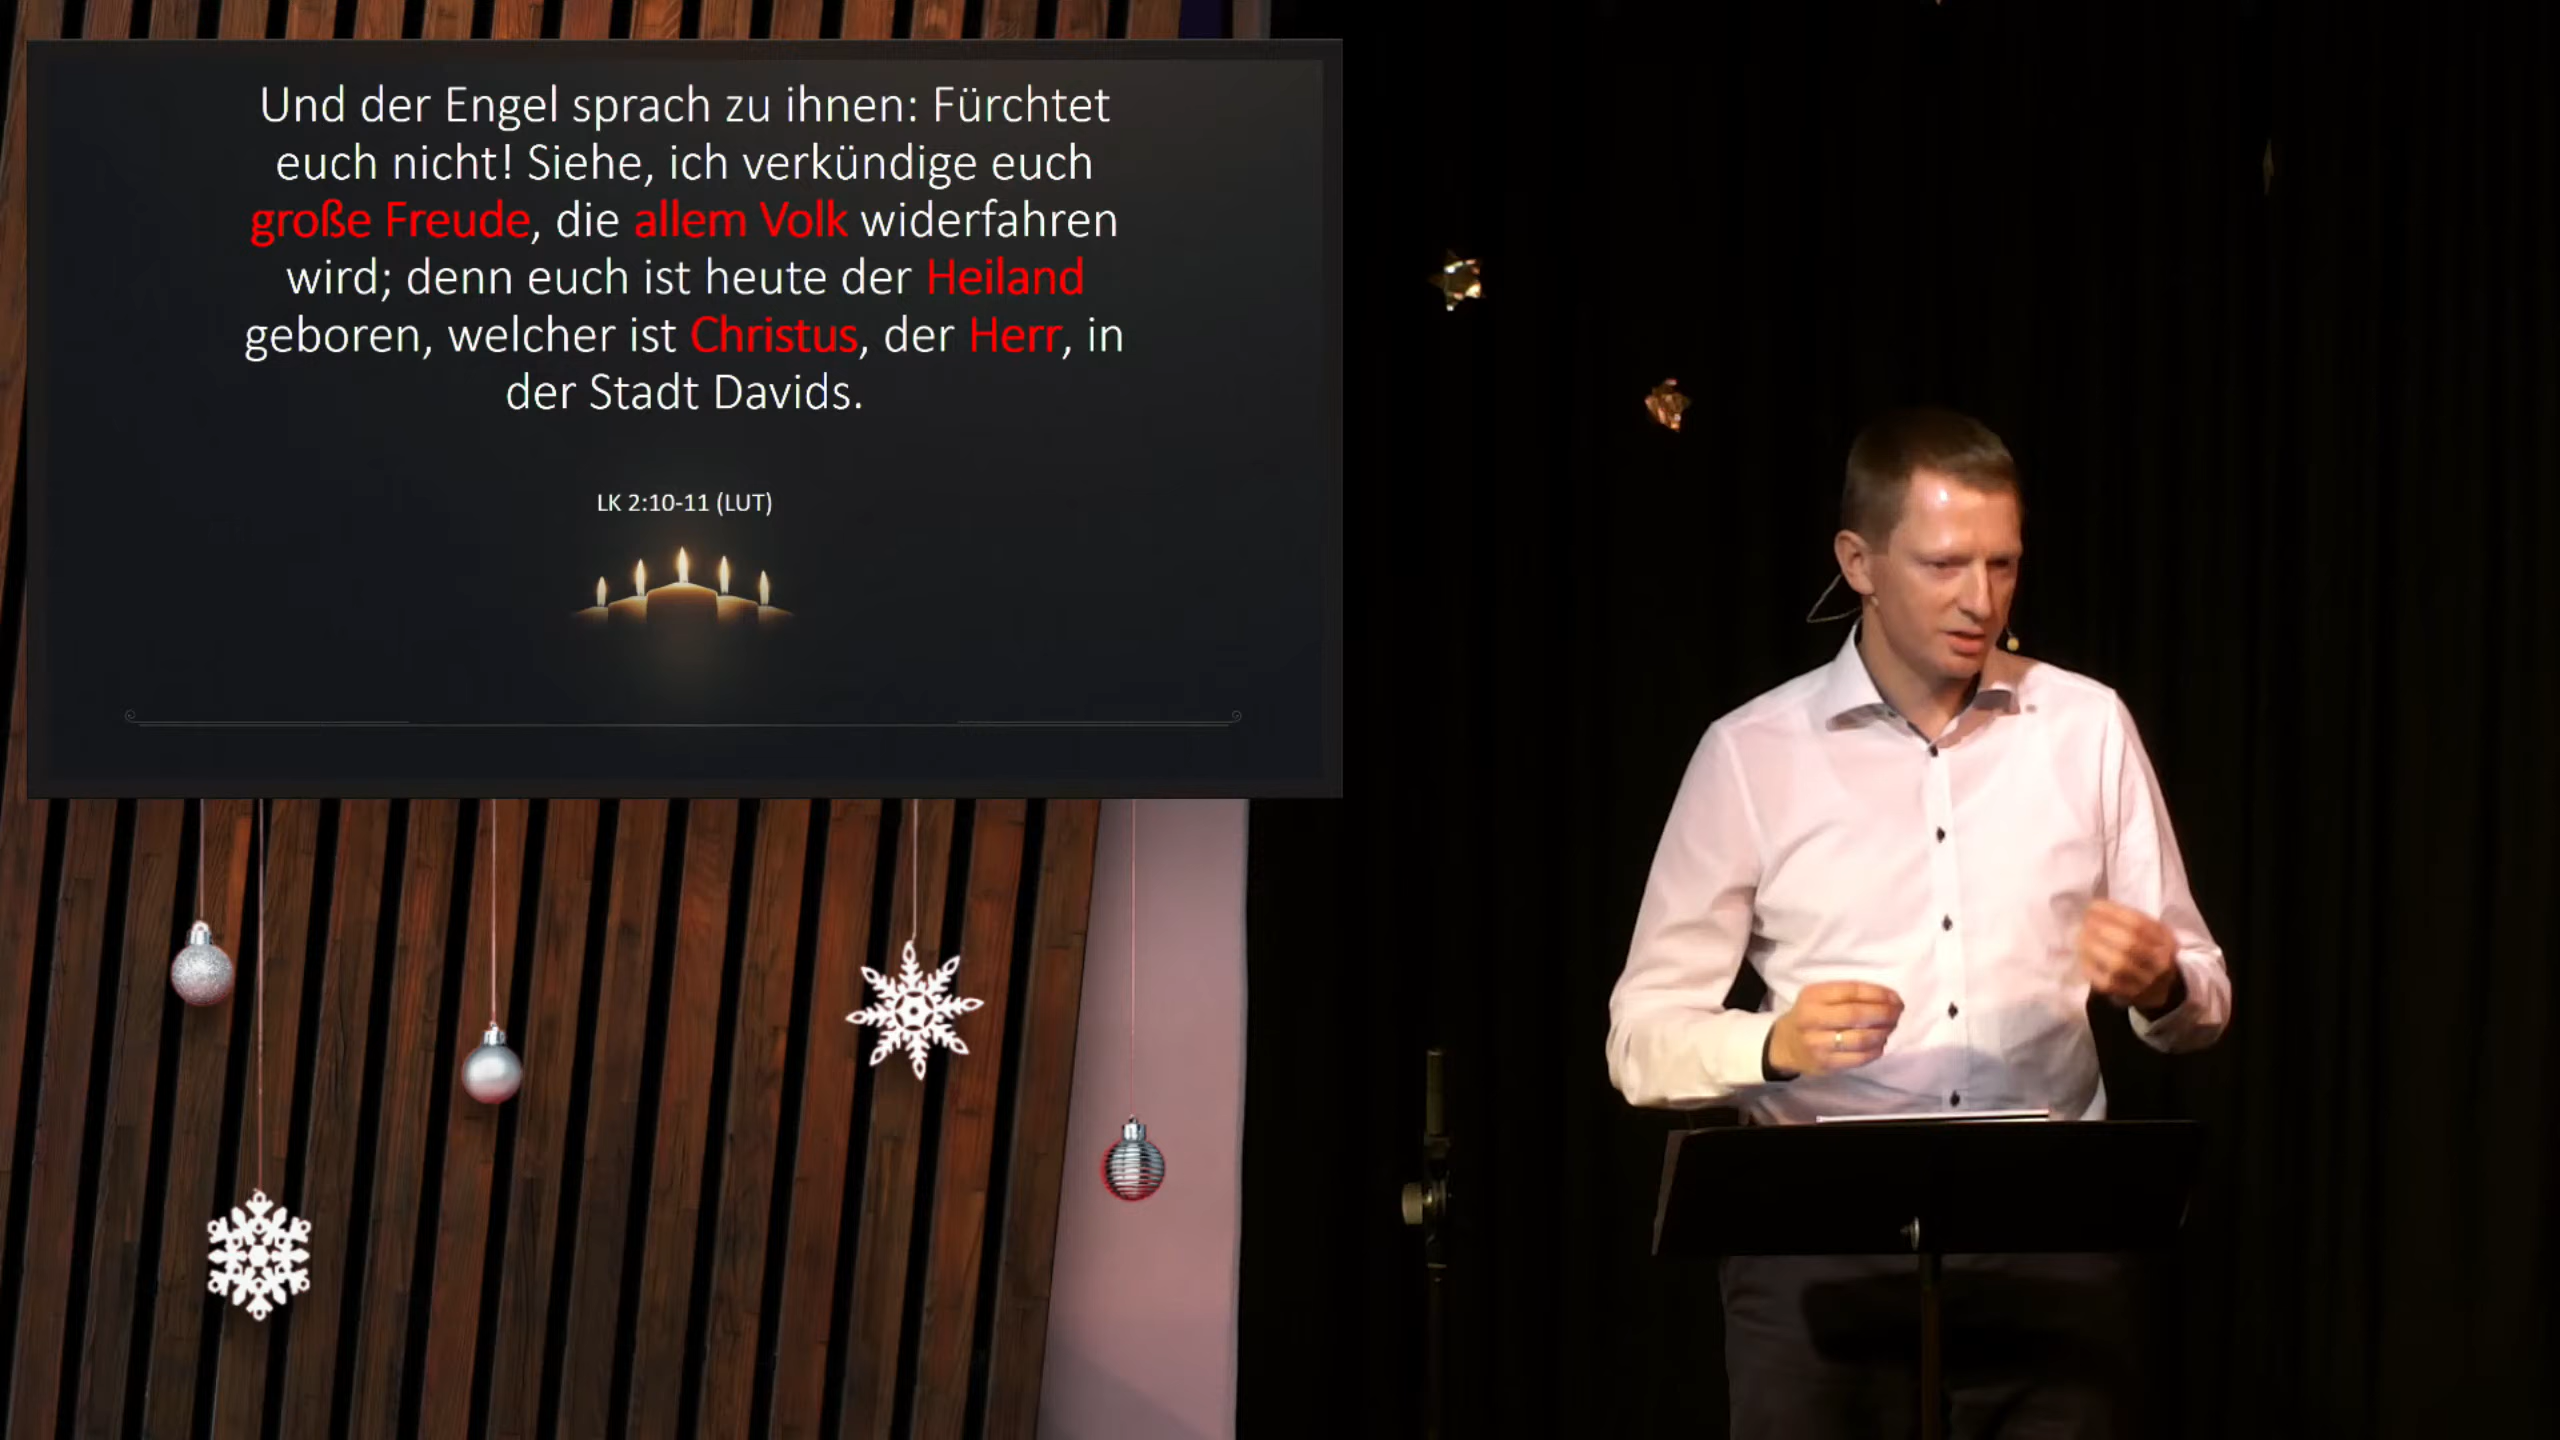 Und der Engel sprach zu ihnen: Fürchtet
euch nicht! Siehe, ich verkündige euch
große Freude, die allem Volk widerfahren
wird; denn euch ist heute der Heiland
geboren, welcher ist Christus, der Herr, in
der Stadt Davids.
LK 2:10-11 (LUT)